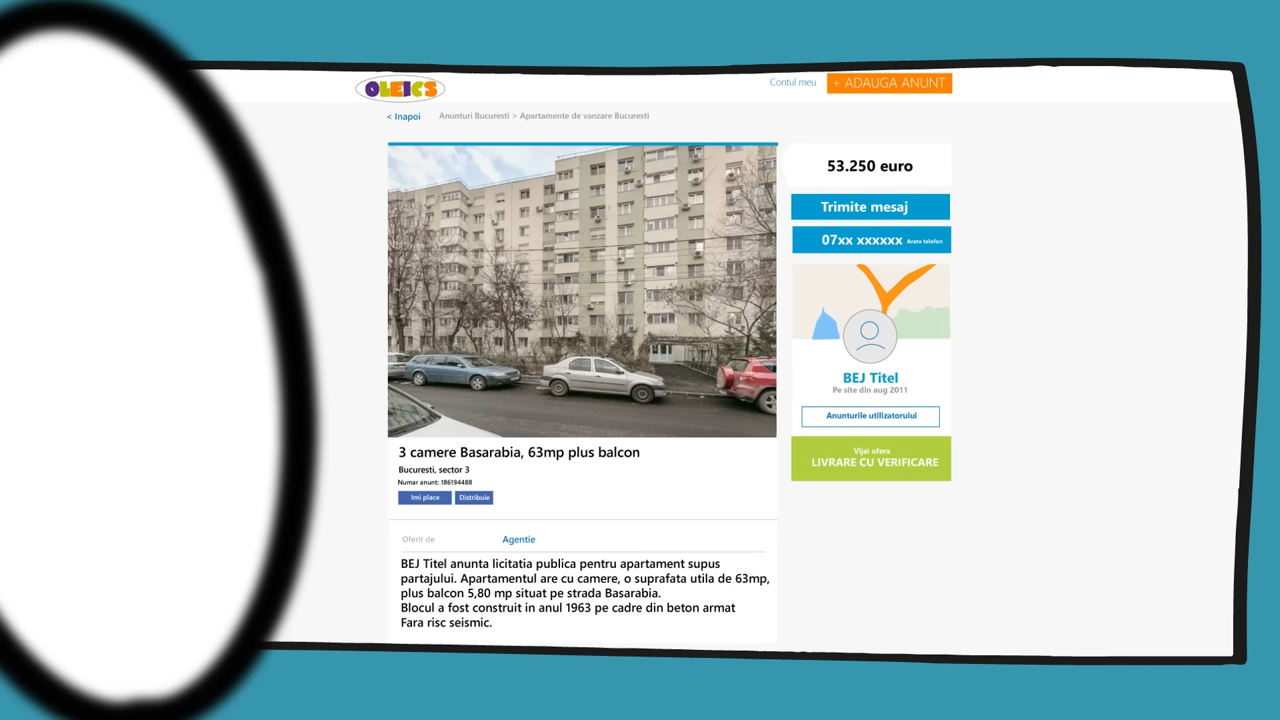 OLEICS
Contul meu
+ ADAUGA ANUNT
< Inapoi
Anunturi Bucuresti > Apartamente de vanzare Bucuresti
53.250 euro
Trimite mesaj
07xx xxxxxx Arata telefon
BEJ Titel
Pe site din aug 2011
Anunturile utilizatorului
Vijai ofera
LIVRARE CU VERIFICARE
3 camere Basarabia, 63mp plus balcon
Bucuresti, sector 3
Numar anunt: 186194488
Imi place
Distribuie
Oferit de
Agentie
BEJ Titel anunta licitatia publica pentru apartament supus
partajului. Apartamentul are cu camere, o suprafata utila de 63mp,
plus balcon 5,80 mp situat pe strada Basarabia.
Blocul a fost construit in anul 1963 pe cadre din beton armat
Fara risc seismic.